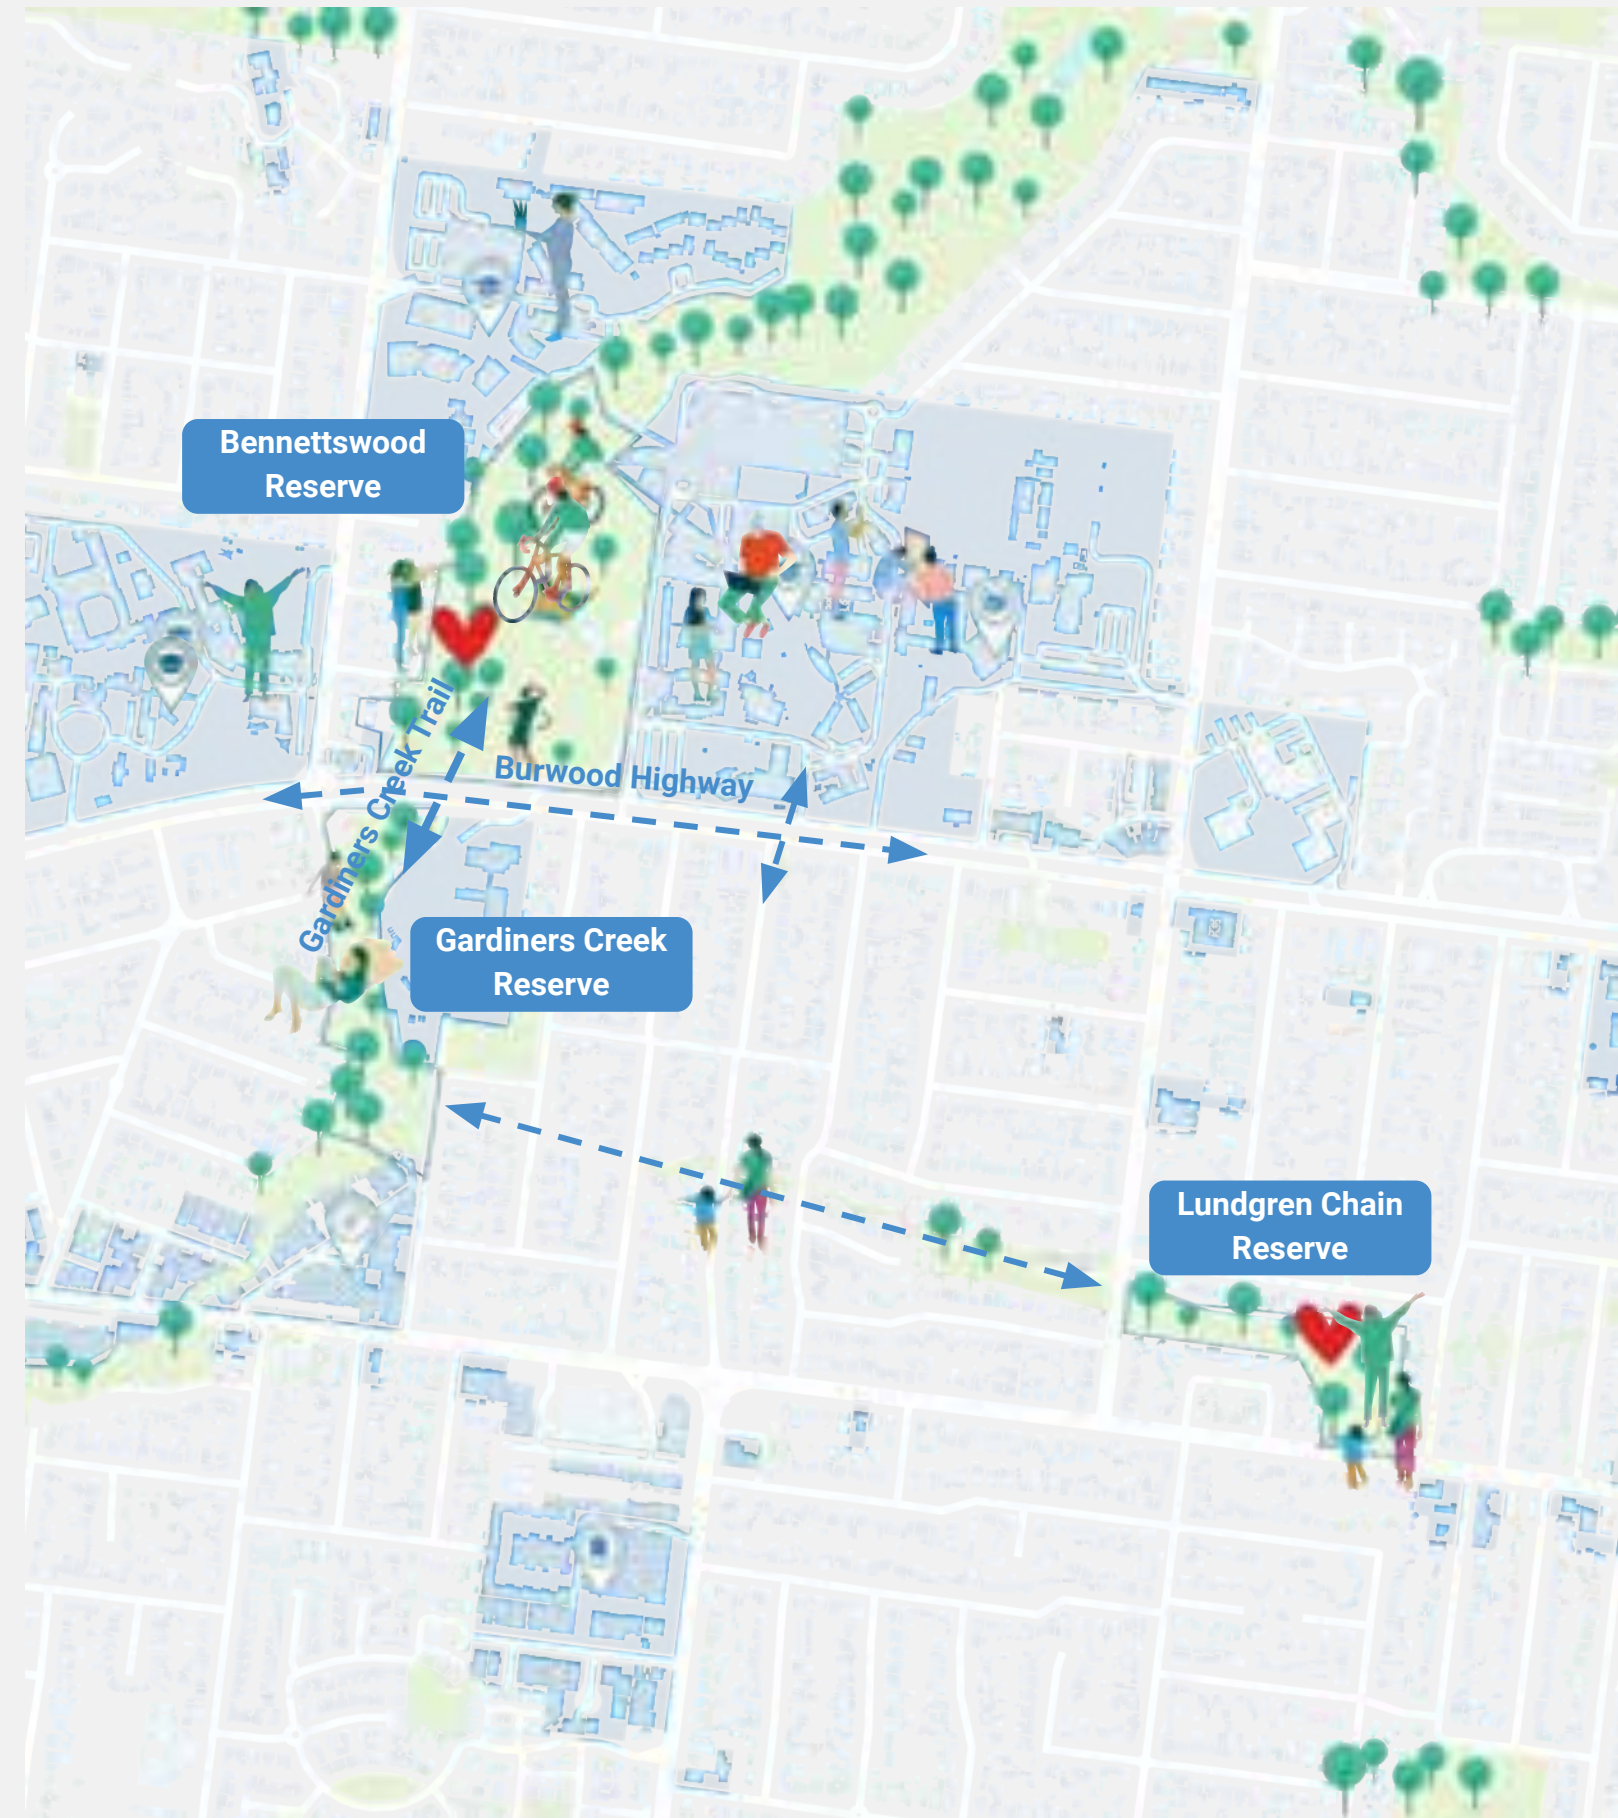 Bennettswood
Reserve
Gardiners Creek Trail
Burwood Highway
Gardiners Creek
Reserve
Lundgren Chain
Reserve